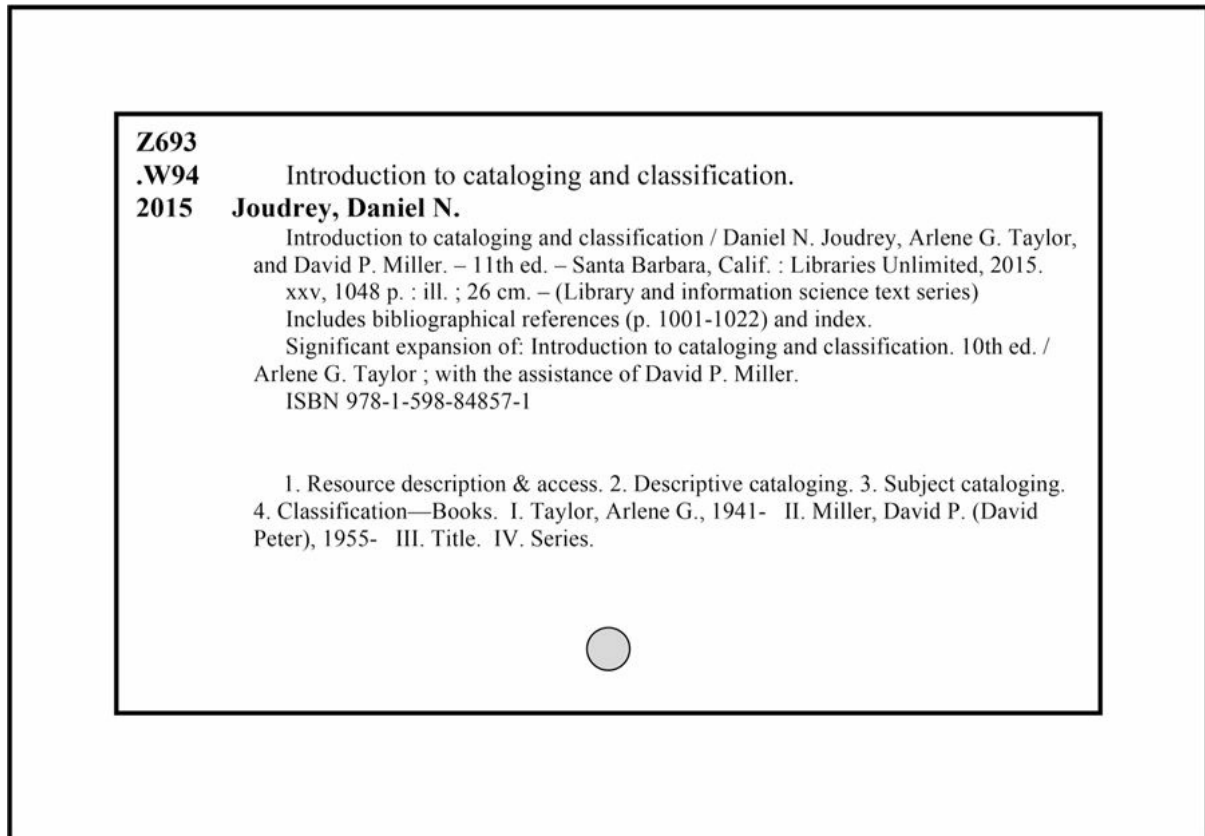 Z693
.W94 Introduction to cataloging and classification.
2015 Joudrey, Daniel N.
Introduction to cataloging and classification / Daniel N. Joudrey, Arlene G. Taylor,
and David P. Miller. – 11th ed. – Santa Barbara, Calif. : Libraries Unlimited, 2015.
xxv, 1048 p. : ill. ; 26 cm. – (Library and information science text series)
Includes bibliographical references (p. 1001-1022) and index.
Significant expansion of: Introduction to cataloging and classification. 10th ed. /
Arlene G. Taylor ; with the assistance of David P. Miller.
ISBN 978-1-598-84857-1
1. Resource description & access. 2. Descriptive cataloging. 3. Subject cataloging.
4. Classification—Books. I. Taylor, Arlene G., 1941- II. Miller, David P. (David
Peter), 1955- III. Title. IV. Series.